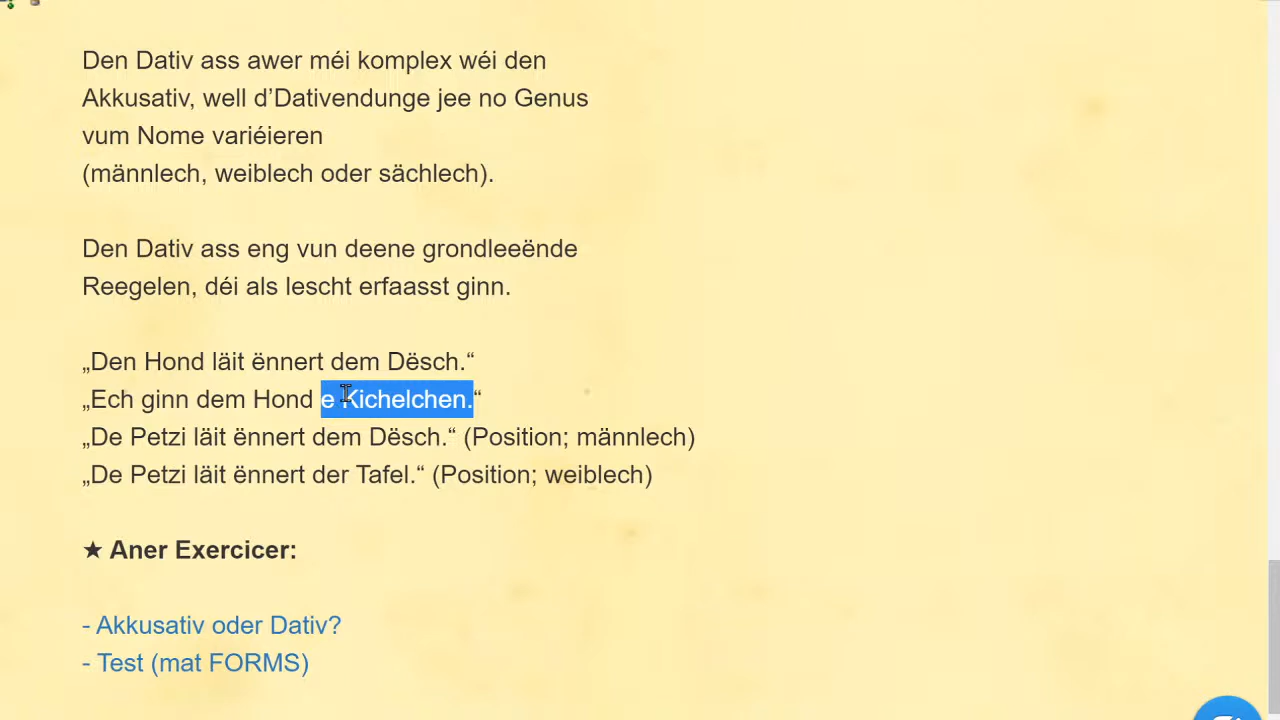 Den Dativ ass awer méi komplex wéi den
Akkusativ, well d’Dativendunge jee no Genus
vum Nome variéieren
(männlech, weiblech oder sächlech).
Den Dativ ass eng vun deene grondleeënde
Reegelen, déi als lescht erfaasst ginn.
„Den Hond läit ënnert dem Dësch.“
„Ech ginn dem Hond e Kichelchen.“
„De Petzi läit ënnert dem Dësch.“ (Position; männlech)
„De Petzi läit ënnert der Tafel.“ (Position; weiblech)
★ Aner Exercicer:
- Akkusativ oder Dativ?
- Test (mat FORMS)